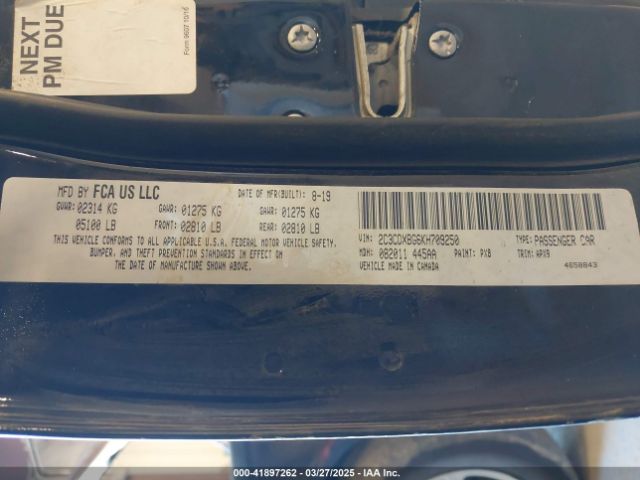 NEXT
PM DUE
Form 9607 10/16
MFD BY FCA US LLC
DATE OF MFR(BUILT): 8-19
GVWR: 02314 KG GAWR: 01275 KG GAWR: 01275 KG
05100 LB FRONT: 02810 LB REAR: 02810 LB
THIS VEHICLE CONFORMS TO ALL APPLICABLE U.S.A. FEDERAL MOTOR VEHICLE SAFETY,
BUMPER, AND THEFT PREVENTION STANDARDS IN EFFECT ON
THE DATE OF MANUFACTURE SHOWN ABOVE.
VIN: 2C3CDXBG6KH709250 TYPE: PASSENGER CAR
MDH: 082011 445AA PAINT: PX8 TRIM: APX9
VEHICLE MADE IN CANADA 4658843
000-41897262 | 03/27/2025 | IAA Inc.